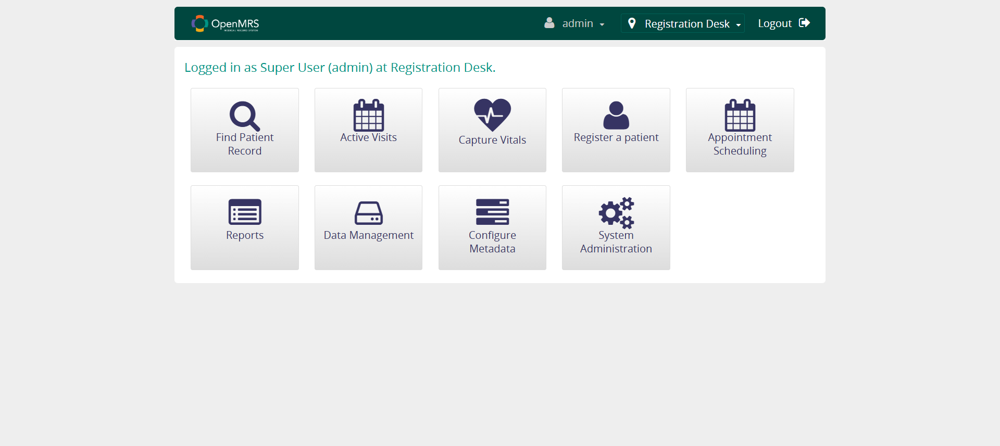 OpenMRS
MEDICAL RECORD SYSTEM
admin
Registration Desk
Logout
Logged in as Super User (admin) at Registration Desk.
Find Patient
Record
Active Visits
Capture Vitals
Register a patient
Appointment
Scheduling
Reports
Data Management
Configure
Metadata
System
Administration